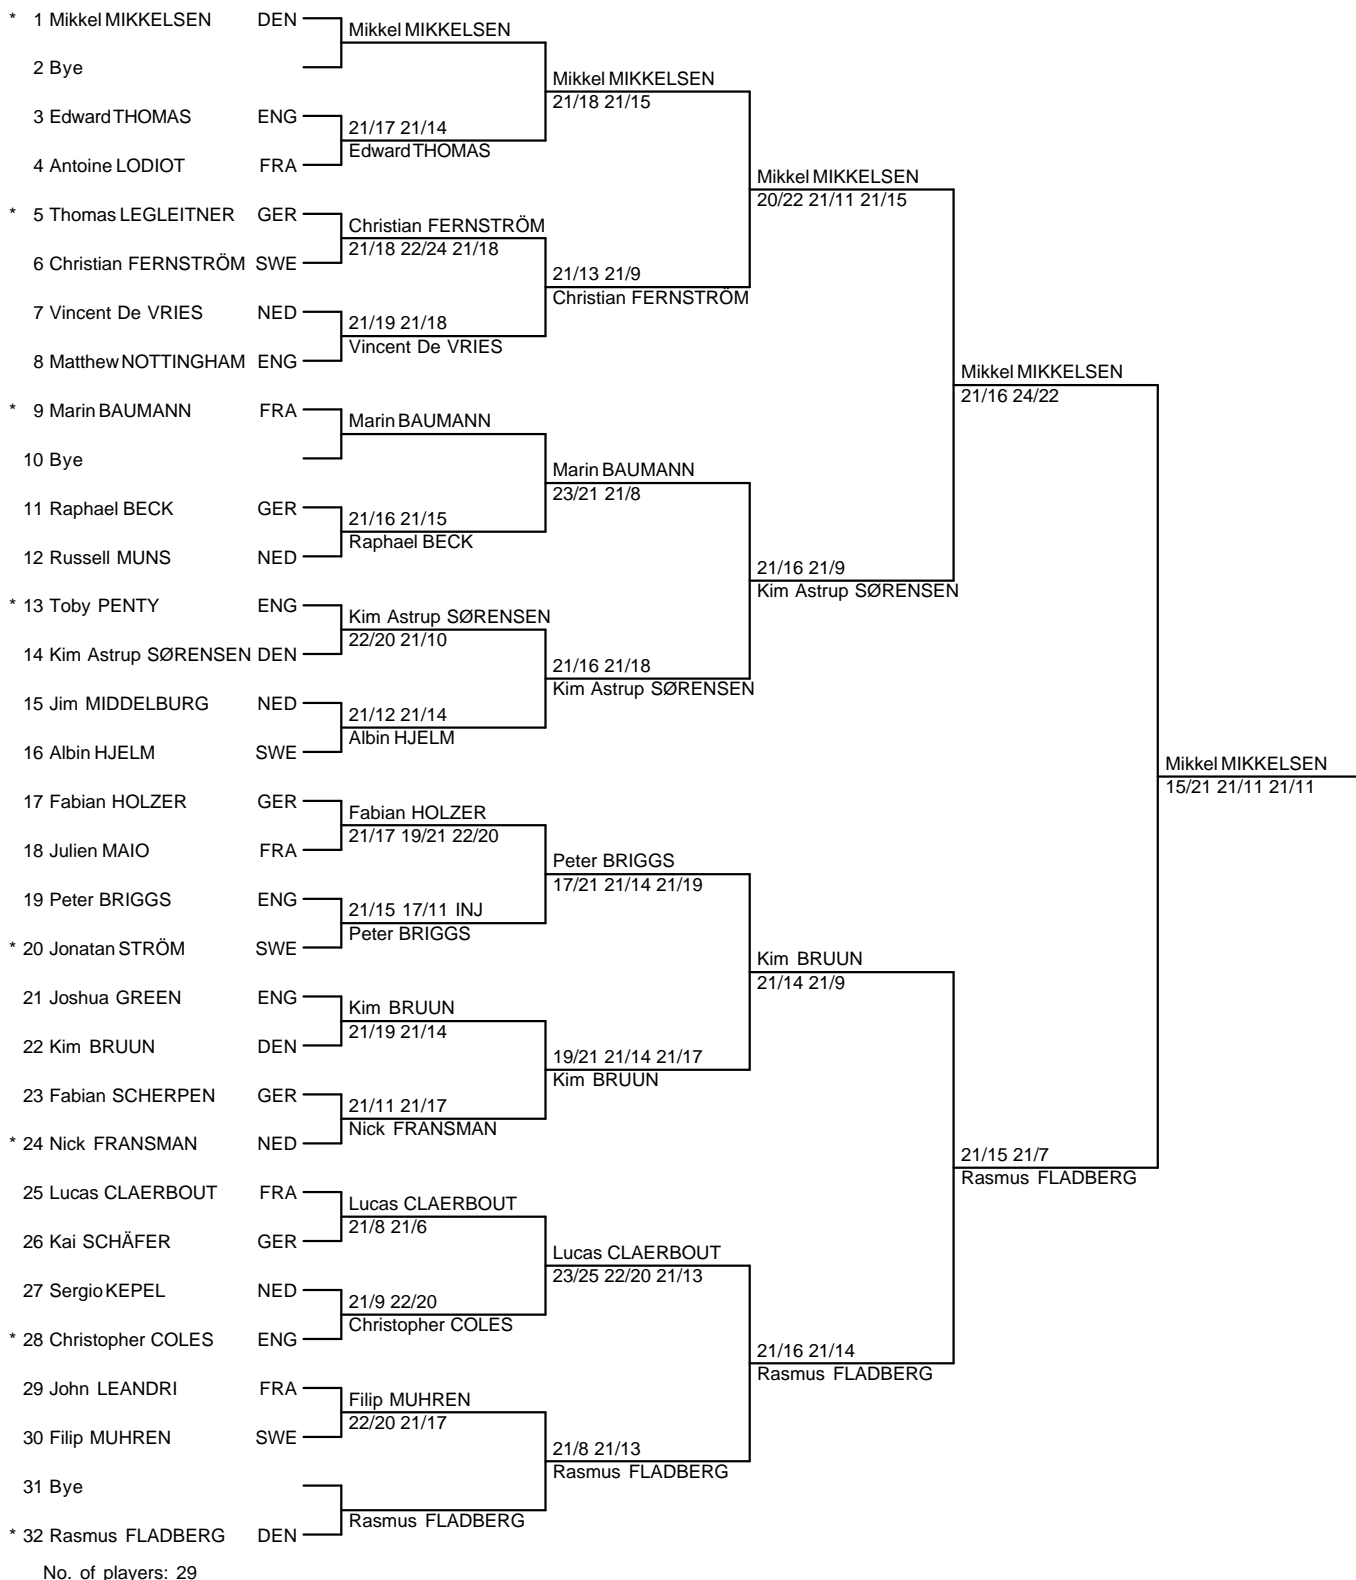 * 1 Mikkel MIKKELSEN DEN
2 Bye
3 Edward THOMAS ENG
4 Antoine LODIOT FRA
* 5 Thomas LEGLEITNER GER
6 Christian FERNSTRÖM SWE
7 Vincent De VRIES NED
8 Matthew NOTTINGHAM ENG
* 9 Marin BAUMANN FRA
10 Bye
11 Raphael BECK GER
12 Russell MUNS NED
* 13 Toby PENTY ENG
14 Kim Astrup SØRENSEN DEN
15 Jim MIDDELBURG NED
16 Albin HJELM SWE
17 Fabian HOLZER GER
18 Julien MAIO FRA
19 Peter BRIGGS ENG
* 20 Jonatan STRÖM SWE
21 Joshua GREEN ENG
22 Kim BRUUN DEN
23 Fabian SCHERPEN GER
* 24 Nick FRANSMAN NED
25 Lucas CLAERBOUT FRA
26 Kai SCHÄFER GER
27 Sergio KEPEL NED
* 28 Christopher COLES ENG
29 John LEANDRI FRA
30 Filip MUHREN SWE
31 Bye
* 32 Rasmus FLADBERG DEN
No. of players: 29
Mikkel MIKKELSEN
21/17 21/14
Edward THOMAS
Christian FERNSTRÖM
21/18 22/24 21/18
21/19 21/18
Vincent De VRIES
Marin BAUMANN
21/16 21/15
Raphael BECK
Kim Astrup SØRENSEN
22/20 21/10
21/12 21/14
Albin HJELM
Fabian HOLZER
21/17 19/21 22/20
21/15 17/11 INJ
Peter BRIGGS
Kim BRUUN
21/19 21/14
21/11 21/17
Nick FRANSMAN
Lucas CLAERBOUT
21/8 21/6
21/9 22/20
Christopher COLES
Filip MUHREN
22/20 21/17
Rasmus FLADBERG
Mikkel MIKKELSEN
21/18 21/15
21/13 21/9
Christian FERNSTRÖM
Marin BAUMANN
23/21 21/8
21/16 21/18
Kim Astrup SØRENSEN
Peter BRIGGS
17/21 21/14 21/19
19/21 21/14 21/17
Kim BRUUN
Lucas CLAERBOUT
23/25 22/20 21/13
21/8 21/13
Rasmus FLADBERG
Mikkel MIKKELSEN
20/22 21/11 21/15
21/16 21/9
Kim Astrup SØRENSEN
Kim BRUUN
21/14 21/9
21/16 21/14
Rasmus FLADBERG
Mikkel MIKKELSEN
21/16 24/22
21/15 21/7
Rasmus FLADBERG
Mikkel MIKKELSEN
15/21 21/11 21/11